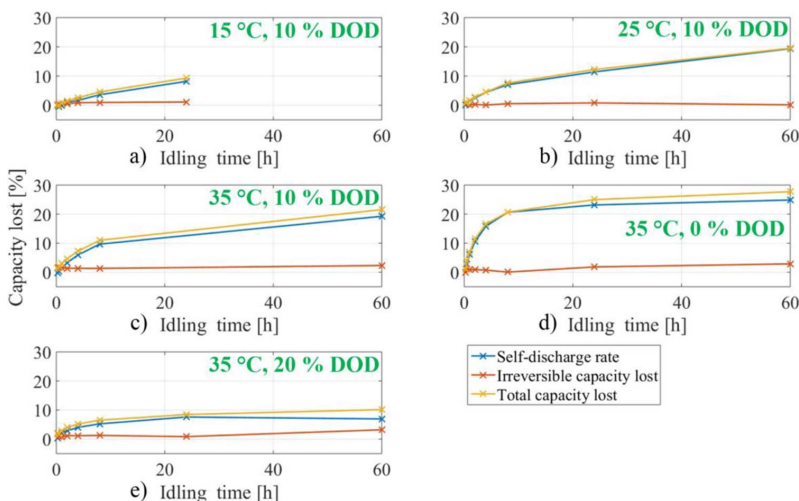 30
20
10
0
15 °C, 10 % DOD
0 20 40 60
a) Idling time [h]
30
20
10
0
25 °C, 10 % DOD
0 20 40 60
b) Idling time [h]
Capacity lost [%]
30
20
10
0
35 °C, 10 % DOD
0 20 40 60
c) Idling time [h]
30
20
10
0
35 °C, 0 % DOD
0 20 40 60
d) Idling time [h]
30
20
10
0
35 °C, 20 % DOD
0 20 40 60
e) Idling time [h]
Self-discharge rate
Irreversible capacity lost
Total capacity lost